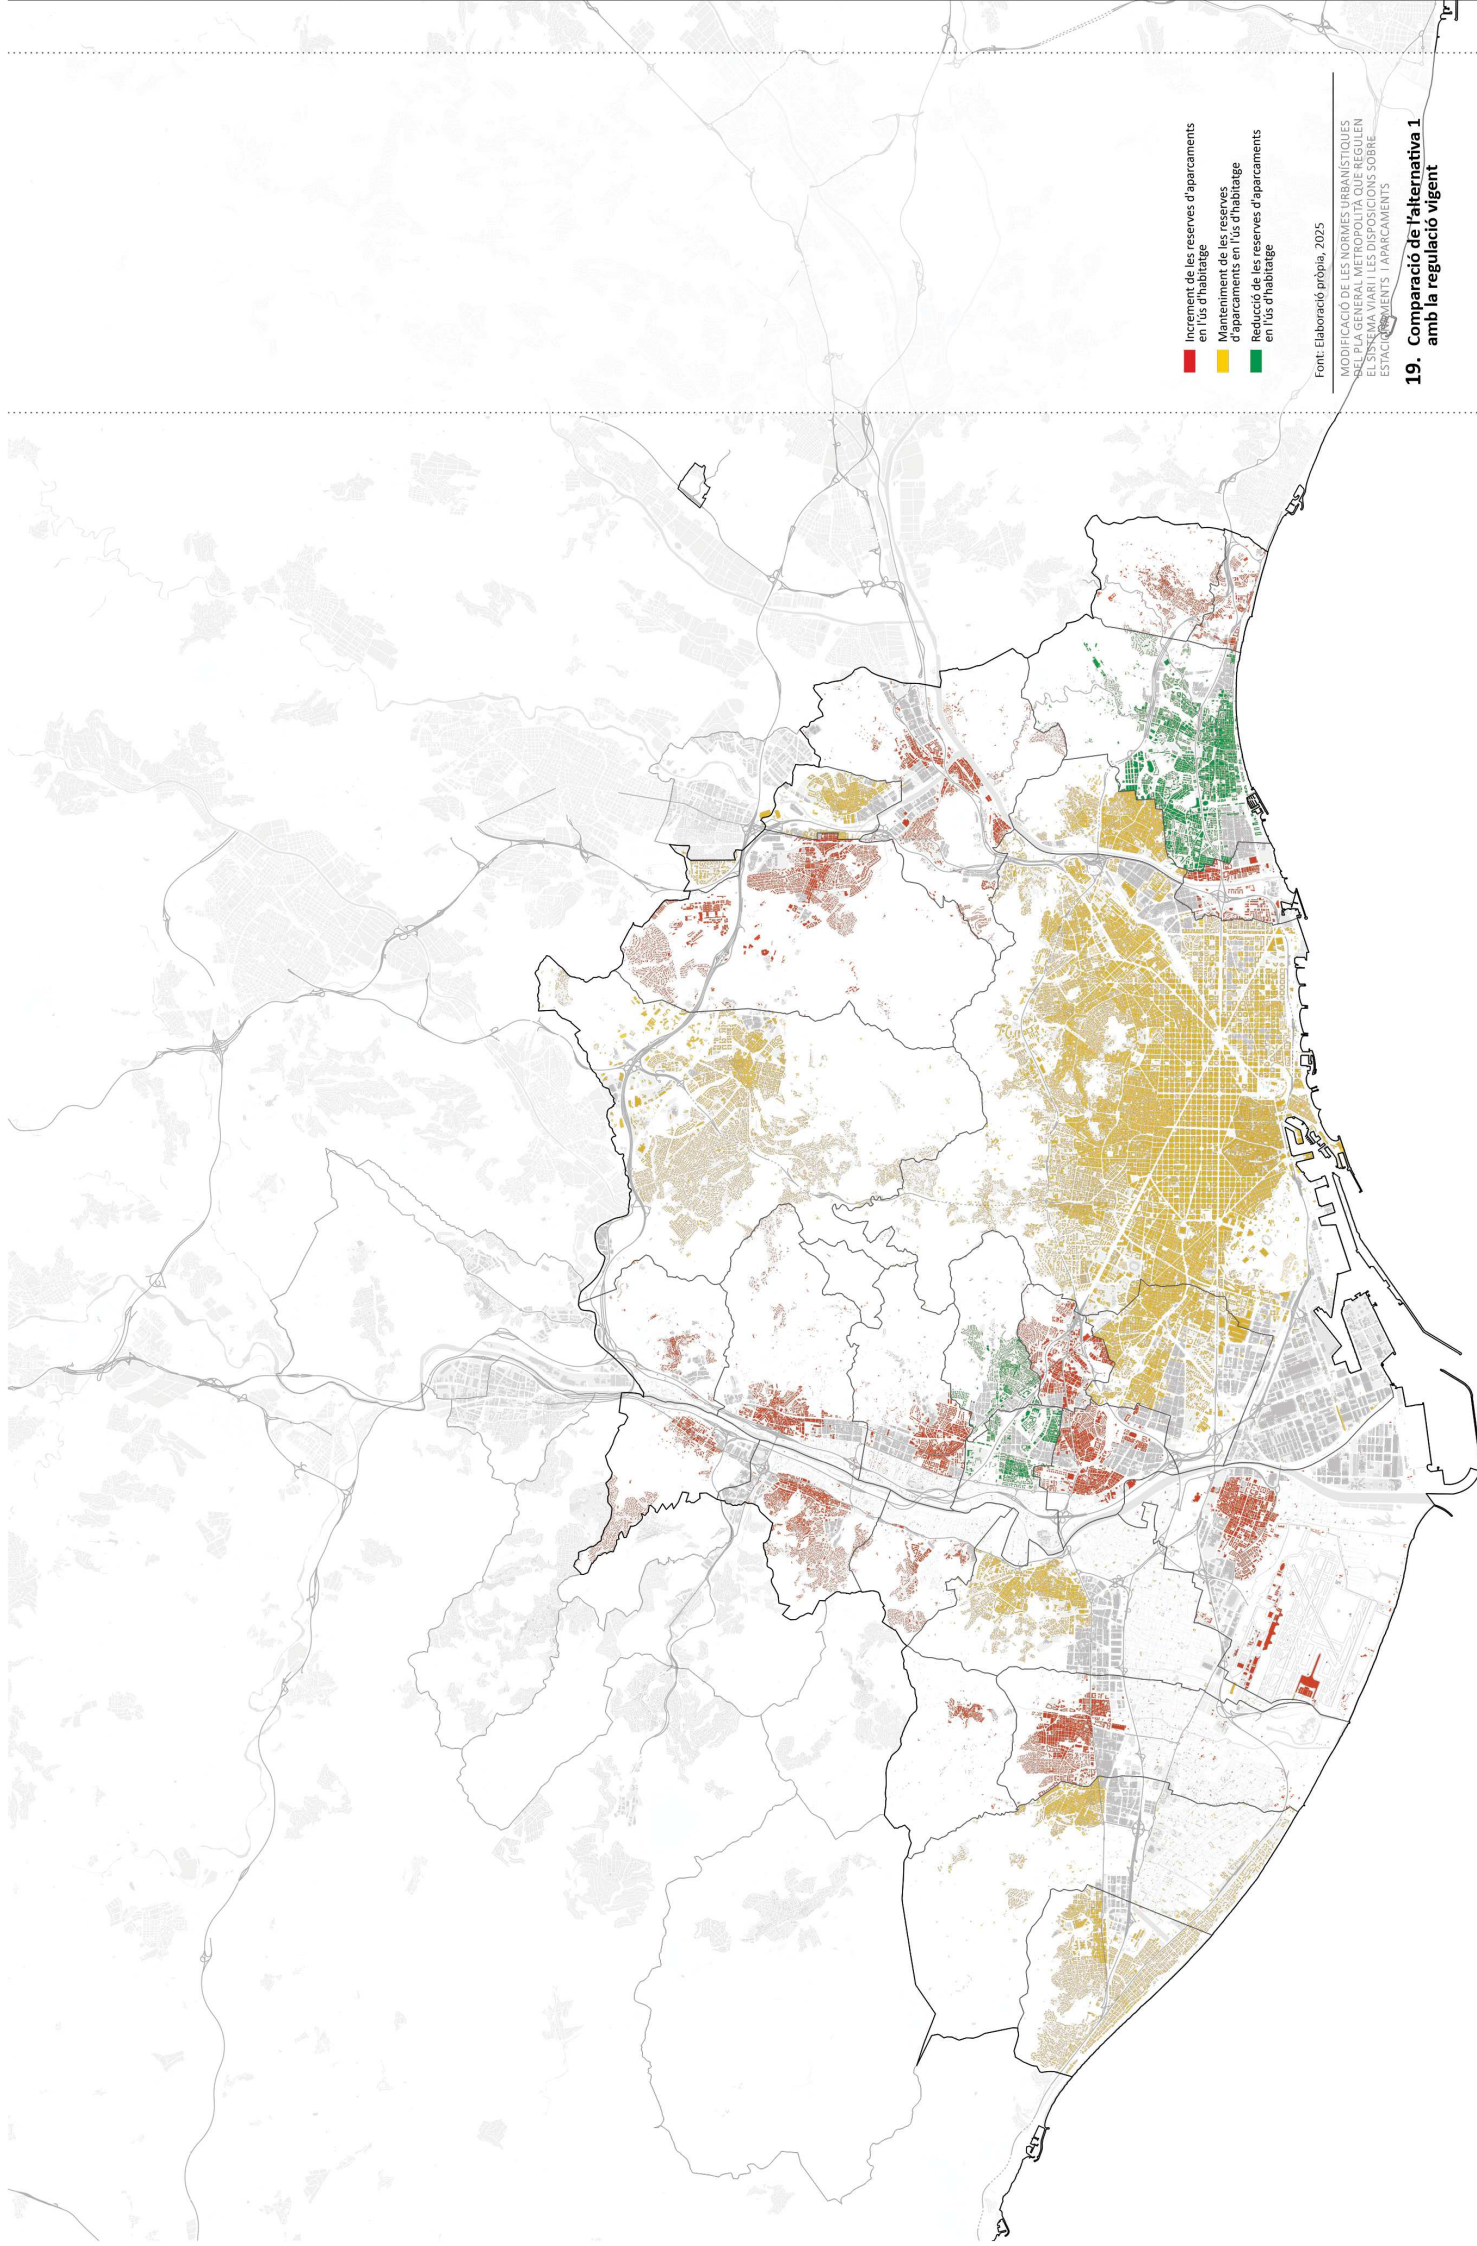 Increment de les reserves d'aparcaments
en l'ús d'habitatge
Manteniment de les reserves
d'aparcaments en l'ús d'habitatge
Reducció de les reserves d'aparcaments
en l'ús d'habitatge
Font: Elaboració pròpia, 2025
MODIFICACIÓ DE LES NORMES URBANÍSTIQUES
DEL PLA GENERAL METROPOLITÀ QUE REGULEN
EL SISTEMA VIARI I LES DISPOSICIONS SOBRE
ESTACIONAMENTS I APARCAMENTS
19. Comparació de l'alternativa 1
amb la regulació vigent